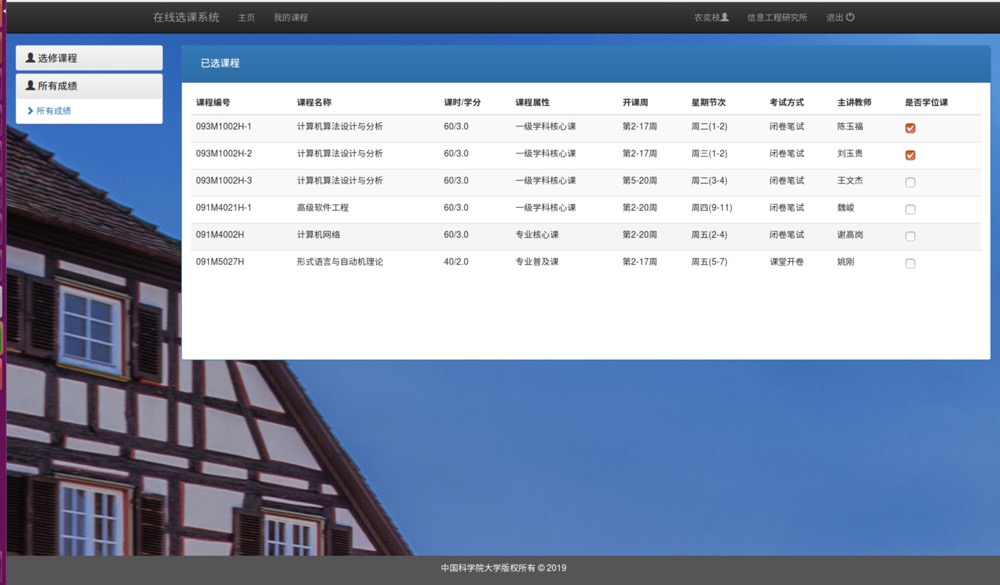 在线选课系统 主页 我的课程 农奕枝 信息工程研究所 退出
选修课程
所有成绩
所有成绩
已选课程
课程编号 课程名称 课时/学分 课程属性 开课周 星期节次 考试方式 主讲教师 是否学位课
093M1002H-1 计算机算法设计与分析 60/3.0 一级学科核心课 第2-17周 周二(1-2) 闭卷笔试 陈玉福
093M1002H-2 计算机算法设计与分析 60/3.0 一级学科核心课 第2-17周 周三(1-2) 闭卷笔试 刘玉贵
093M1002H-3 计算机算法设计与分析 60/3.0 一级学科核心课 第5-20周 周二(3-4) 闭卷笔试 王文杰
091M4021H-1 高级软件工程 60/3.0 一级学科核心课 第2-20周 周四(9-11) 闭卷笔试 魏峻
091M4002H 计算机网络 60/3.0 专业核心课 第2-20周 周五(2-4) 闭卷笔试 谢高岗
091M5027H 形式语言与自动机理论 40/2.0 专业普及课 第2-17周 周五(5-7) 课堂开卷 姚刚
中国科学院大学版权所有 © 2019